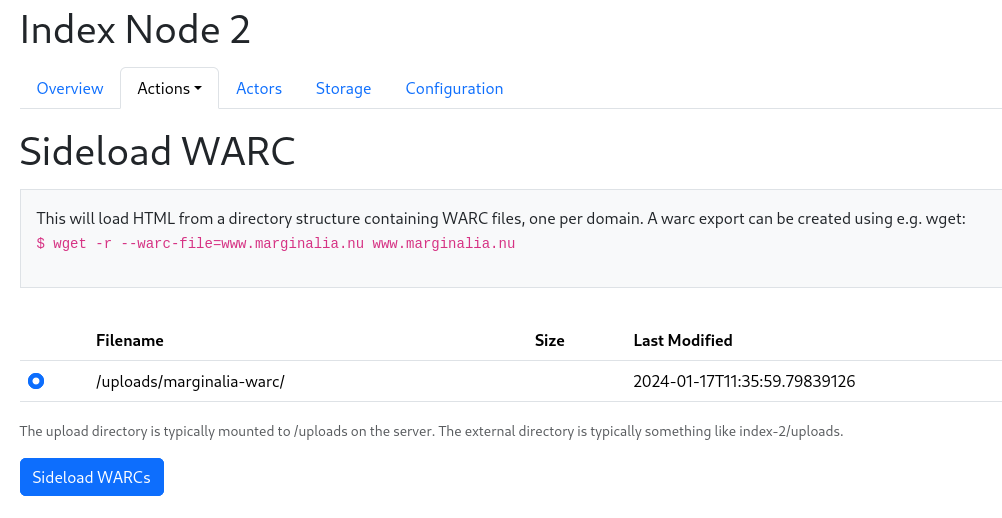 Index Node 2
Overview Actions Actors Storage Configuration
Sideload WARC
This will load HTML from a directory structure containing WARC files, one per domain. A warc export can be created using e.g. wget:
$ wget -r --warc-file=www.marginalia.nu www.marginalia.nu
Filename Size Last Modified
/uploads/marginalia-warc/ 2024-01-17T11:35:59.79839126
The upload directory is typically mounted to /uploads on the server. The external directory is typically something like index-2/uploads.
Sideload WARCs